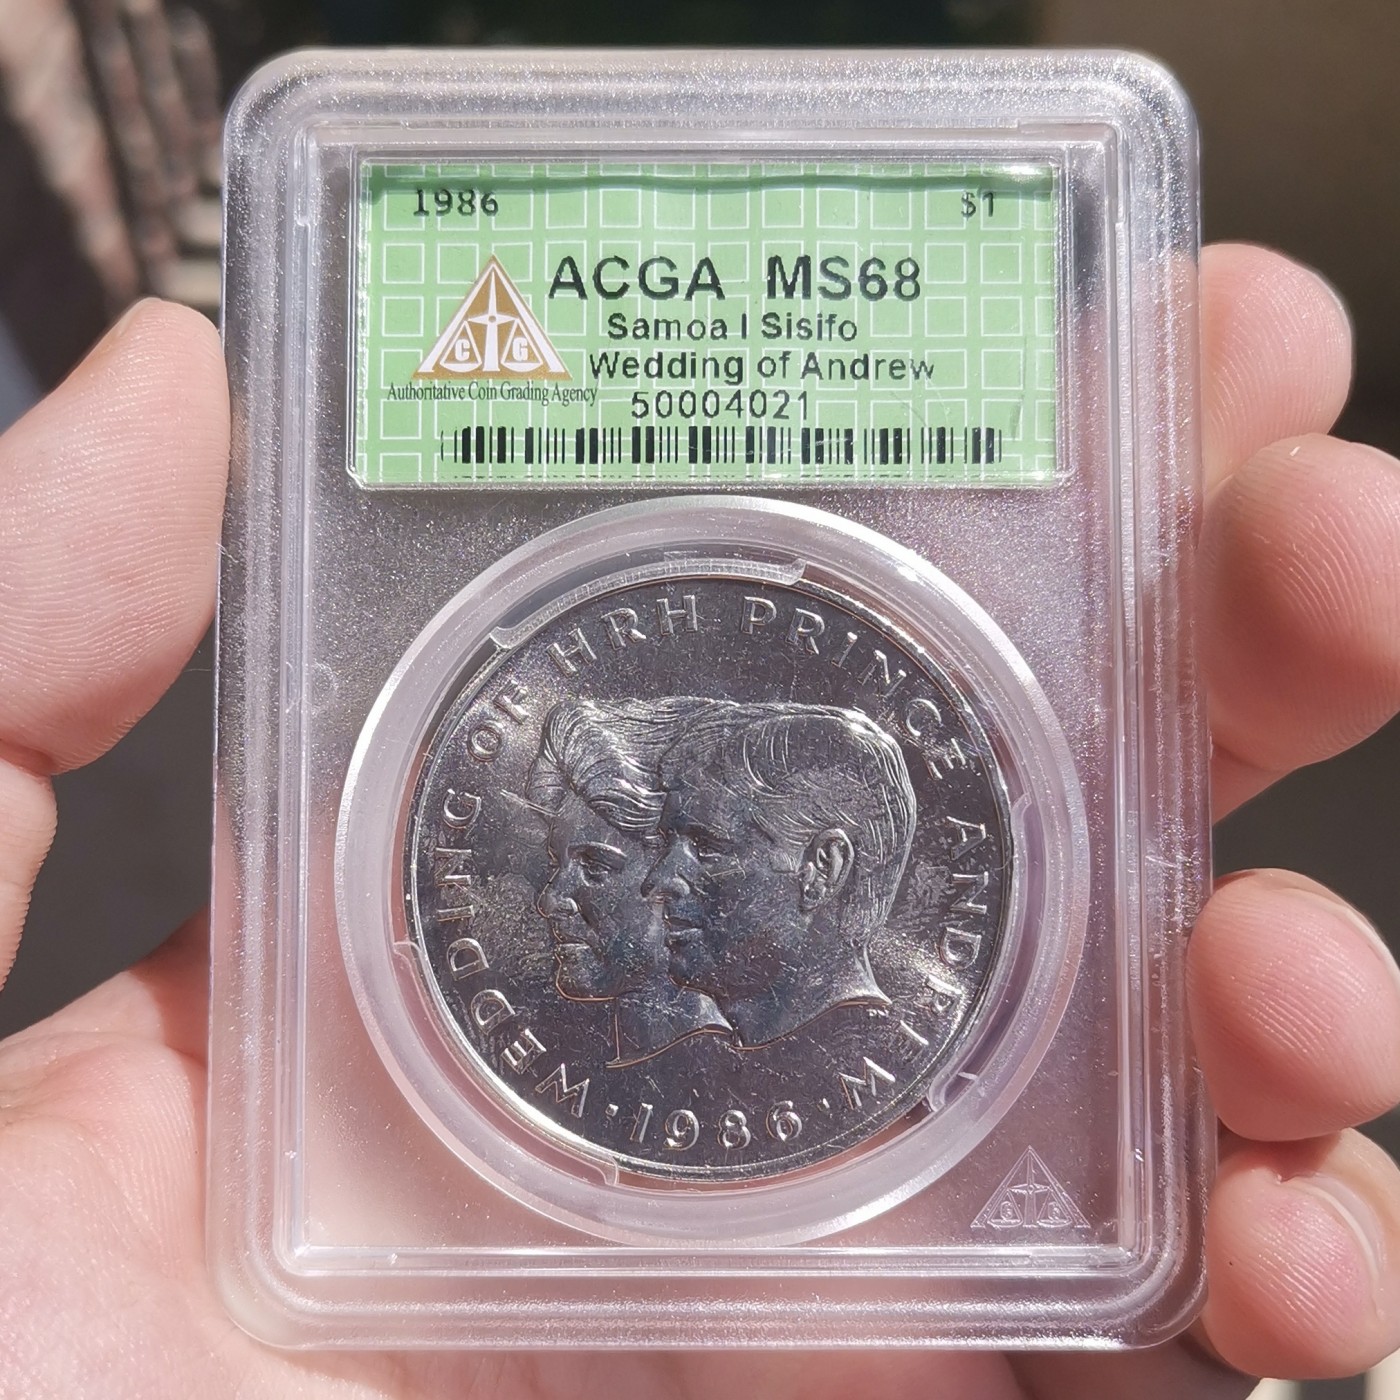 1986 $1
ACGA MS68
Samoa I Sisifo
Wedding of Andrew
C G
Authoritative Coin Grading Agency
50004021
WEDDING OF HRH PRINCE ANDREW
·1986·